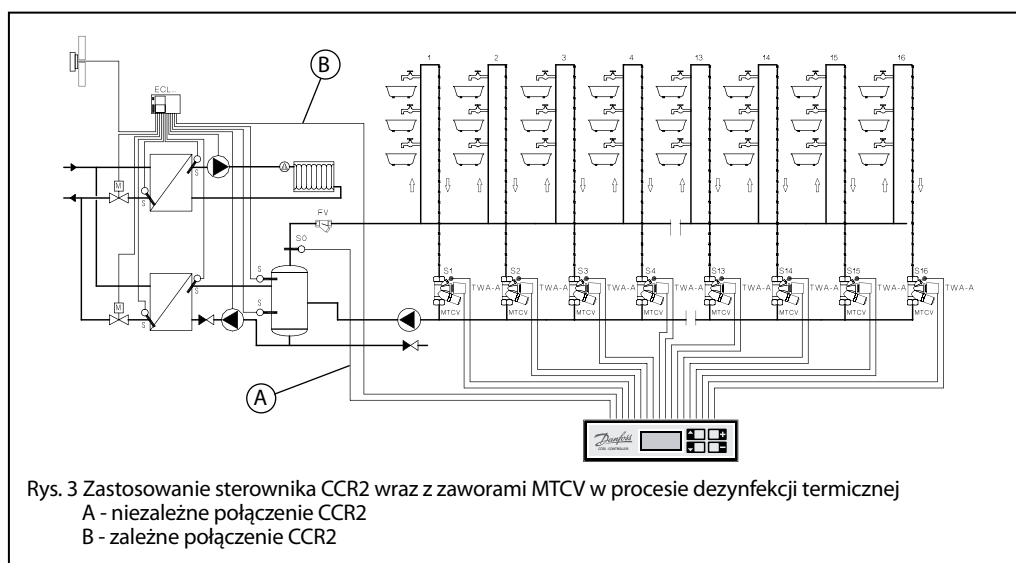 1 2 3 4 13 14 15 16
B
ECL...
M
S
S
FV
S0
S
S
M
S
S
S1 S2 S3 S4 S13 S14 S15 S16
TWA-A TWA-A TWA-A TWA-A TWA-A TWA-A TWA-A TWA-A
MTCV MTCV MTCV MTCV MTCV MTCV MTCV MTCV
A
Danfoss
CCR2 CONTROLLER
Rys. 3 Zastosowanie sterownika CCR2 wraz z zaworami MTCV w procesie dezynfekcji termicznej
A - niezależne połączenie CCR2
B - zależne połączenie CCR2